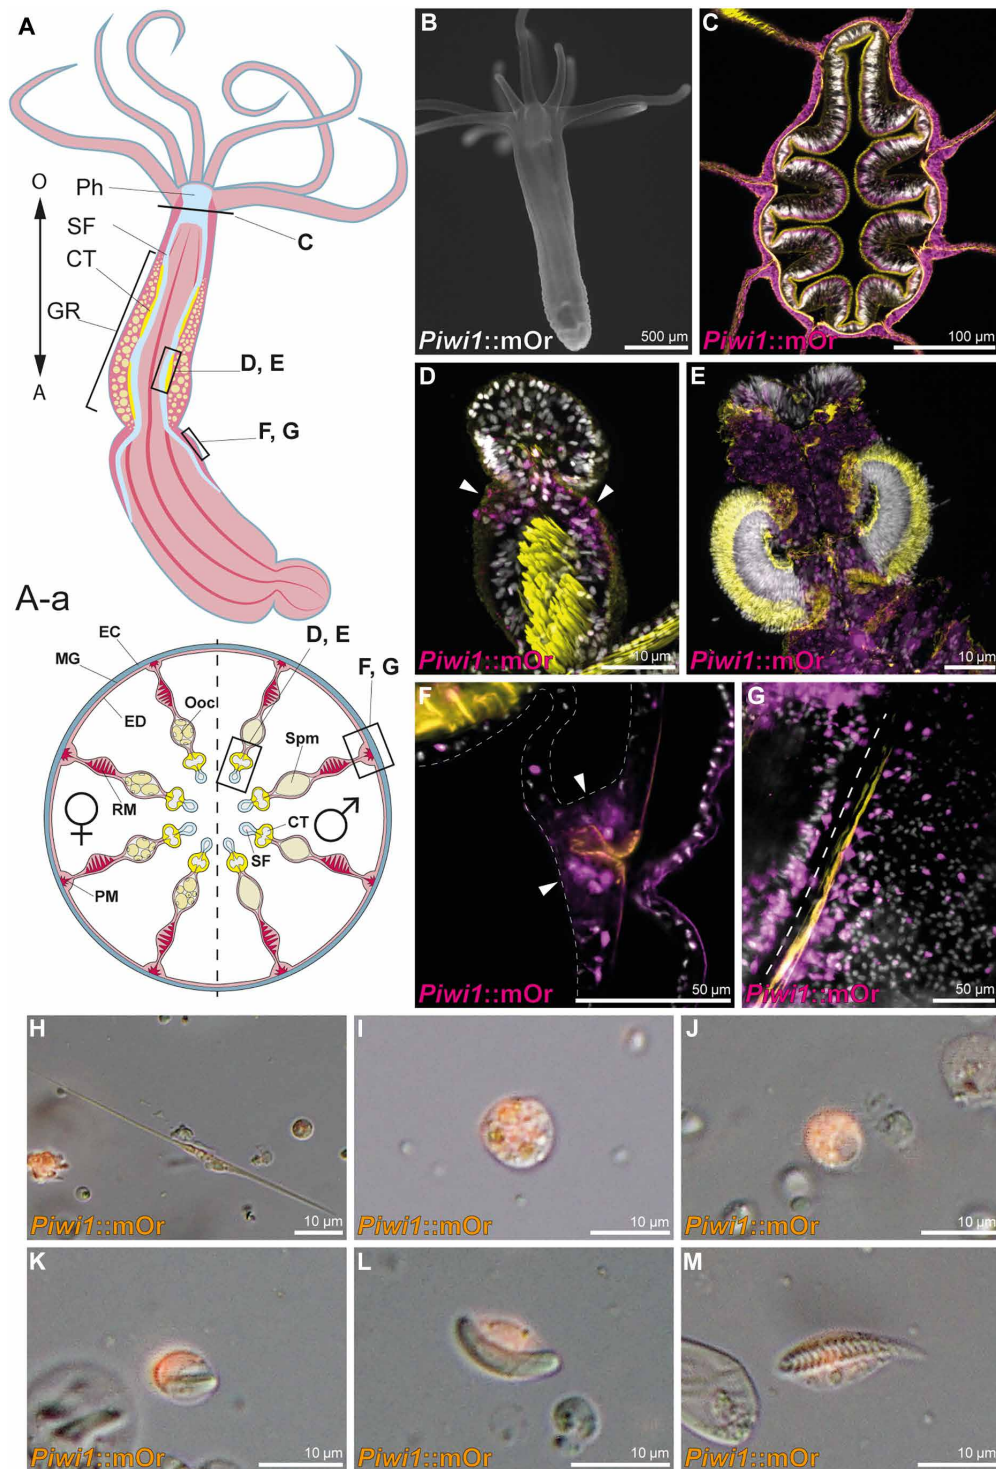 A
O
A
Ph
SF
CT
GR
C
D, E
F, G
A-a
EC
MG
ED
Ooc
RM
PM
D, E
F, G
Spm
CT
SF
B
Piwi1::mOr
500 µm
C
Piwi1::mOr
100 µm
D
Piwi1::mOr
10 µm
E
10 µm
F
Piwi1::mOr
50 µm
G
Piwi1::mOr
50 µm
H
Piwi1::mOr
10 µm
I
Piwi1::mOr
10 µm
J
Piwi1::mOr
10 µm
K
Piwi1::mOr
10 µm
L
Piwi1::mOr
10 µm
M
Piwi1::mOr
10 µm